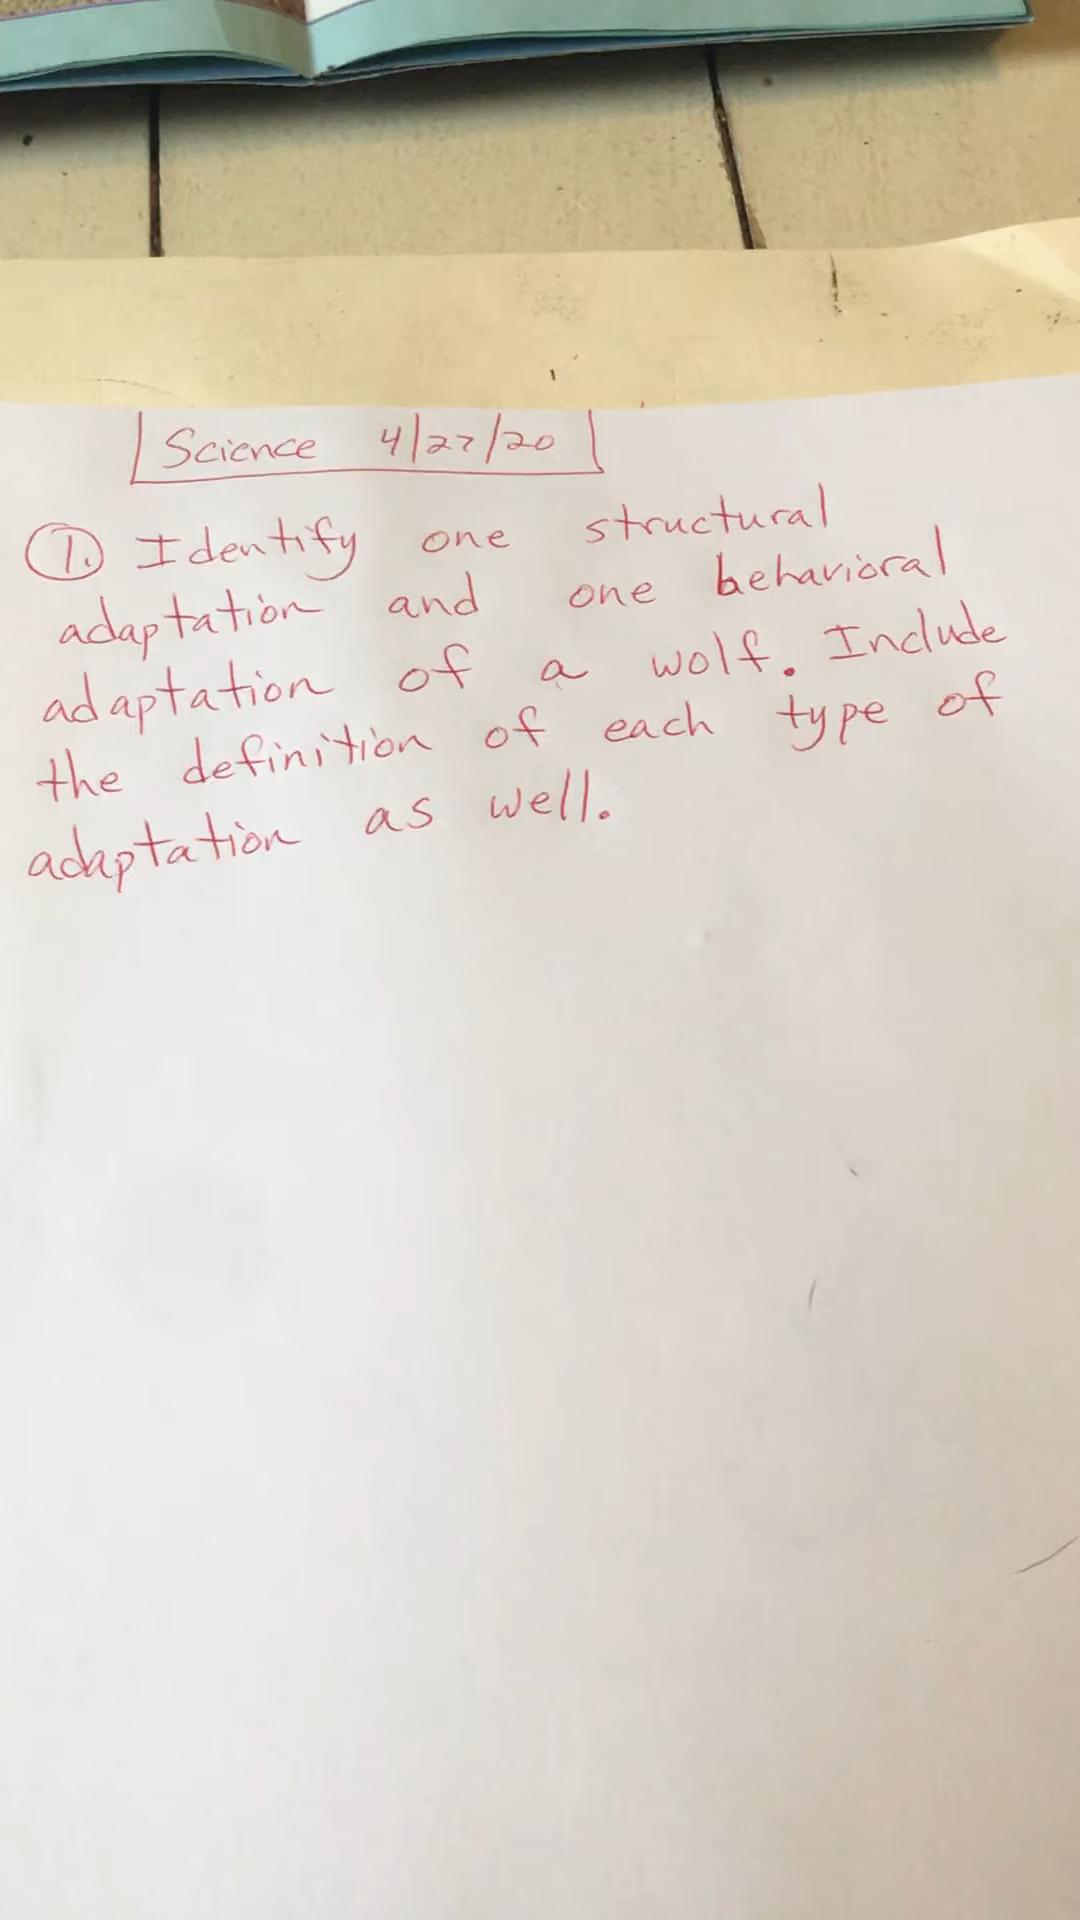 Science 4/27/20
1. Identify one structural
adaptation and one behavioral
adaptation of a wolf. Include
the definition of each type of
adaptation as well.